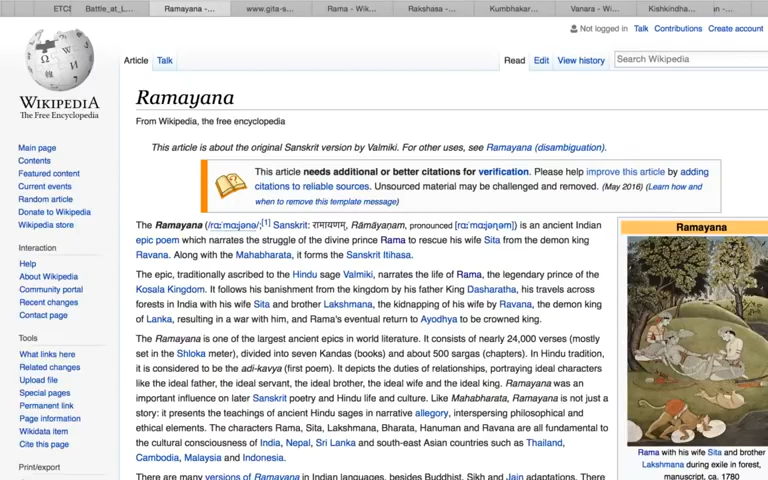 ETCS
Battle_at_L...
Ramayana -...
www.gita-s...
Rama - Wik...
Rakshasa -...
Kumbhakar...
Vanara - Wi...
Kishkindha...
in -...
Not logged in Talk Contributions Create account
Article Talk
Read Edit View history
Search Wikipedia
WIKIPEDIA
The Free Encyclopedia
Main page
Contents
Featured content
Current events
Random article
Donate to Wikipedia
Wikipedia store
Interaction
Help
About Wikipedia
Community portal
Recent changes
Contact page
Tools
What links here
Related changes
Upload file
Special pages
Permanent link
Page information
Wikidata item
Cite this page
Print/export
Ramayana
From Wikipedia, the free encyclopedia
This article is about the original Sanskrit version by Valmiki. For other uses, see Ramayana (disambiguation).
This article needs additional or better citations for verification. Please help improve this article by adding
citations to reliable sources. Unsourced material may be challenged and removed. (May 2016) (Learn how and
when to remove this template message)
The Ramayana (/rɑːˈmɑːjənə/;[1] Sanskrit: रामायणम्, Rāmāyaṇam, pronounced [rɑːˈmɑːjəɳəm]) is an ancient Indian
epic poem which narrates the struggle of the divine prince Rama to rescue his wife Sita from the demon king
Ravana. Along with the Mahabharata, it forms the Sanskrit Itihasa.
The epic, traditionally ascribed to the Hindu sage Valmiki, narrates the life of Rama, the legendary prince of the
Kosala Kingdom. It follows his banishment from the kingdom by his father King Dasharatha, his travels across
forests in India with his wife Sita and brother Lakshmana, the kidnapping of his wife by Ravana, the demon king
of Lanka, resulting in a war with him, and Rama's eventual return to Ayodhya to be crowned king.
The Ramayana is one of the largest ancient epics in world literature. It consists of nearly 24,000 verses (mostly
set in the Shloka meter), divided into seven Kandas (books) and about 500 sargas (chapters). In Hindu tradition,
it is considered to be the adi-kavya (first poem). It depicts the duties of relationships, portraying ideal characters
like the ideal father, the ideal servant, the ideal brother, the ideal wife and the ideal king. Ramayana was an
important influence on later Sanskrit poetry and Hindu life and culture. Like Mahabharata, Ramayana is not just a
story: it presents the teachings of ancient Hindu sages in narrative allegory, interspersing philosophical and
ethical elements. The characters Rama, Sita, Lakshmana, Bharata, Hanuman and Ravana are all fundamental to
the cultural consciousness of India, Nepal, Sri Lanka and south-east Asian countries such as Thailand,
Cambodia, Malaysia and Indonesia.
There are many versions of Ramayana in Indian languages, besides Buddhist, Sikh and Jain adaptations. There
Ramayana
Rama with his wife Sita and brother
Lakshmana during exile in forest,
manuscript, ca. 1780